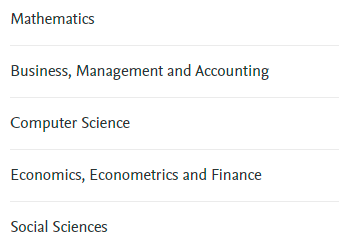 Mathematics
Business, Management and Accounting
Computer Science
Economics, Econometrics and Finance
Social Sciences